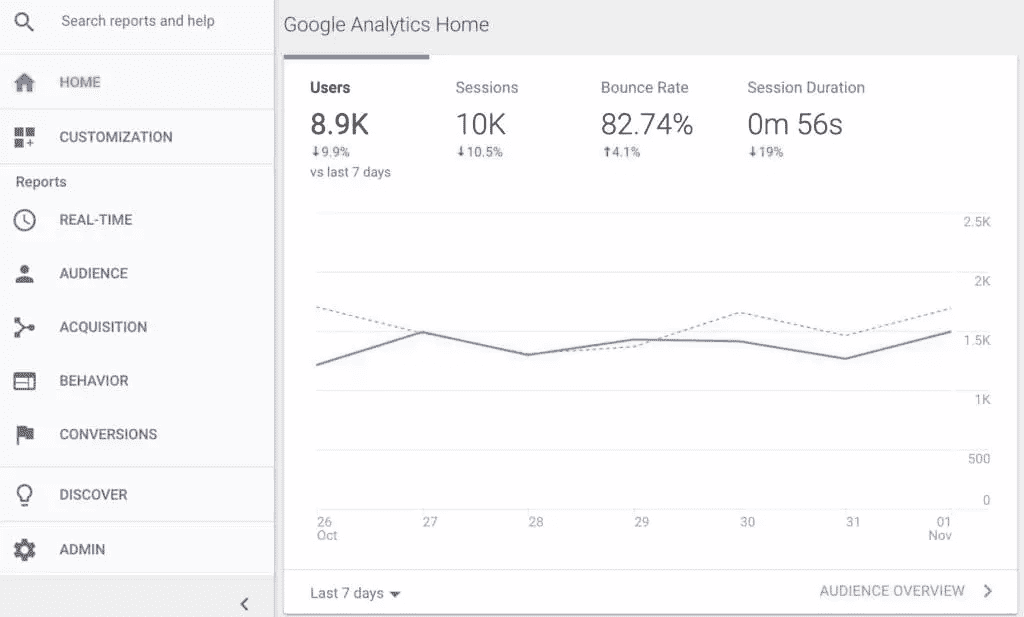 Search reports and help
HOME
CUSTOMIZATION
Reports
REAL-TIME
AUDIENCE
ACQUISITION
BEHAVIOR
CONVERSIONS
DISCOVER
ADMIN
Google Analytics Home
Users
8.9K
↓9.9%
vs last 7 days
Sessions
10K
↓10.5%
Bounce Rate
82.74%
↑4.1%
Session Duration
0m 56s
↓19%
2.5K
2K
1.5K
1K
500
0
26 27 28 29 30 31 01
Oct Nov
Last 7 days
AUDIENCE OVERVIEW